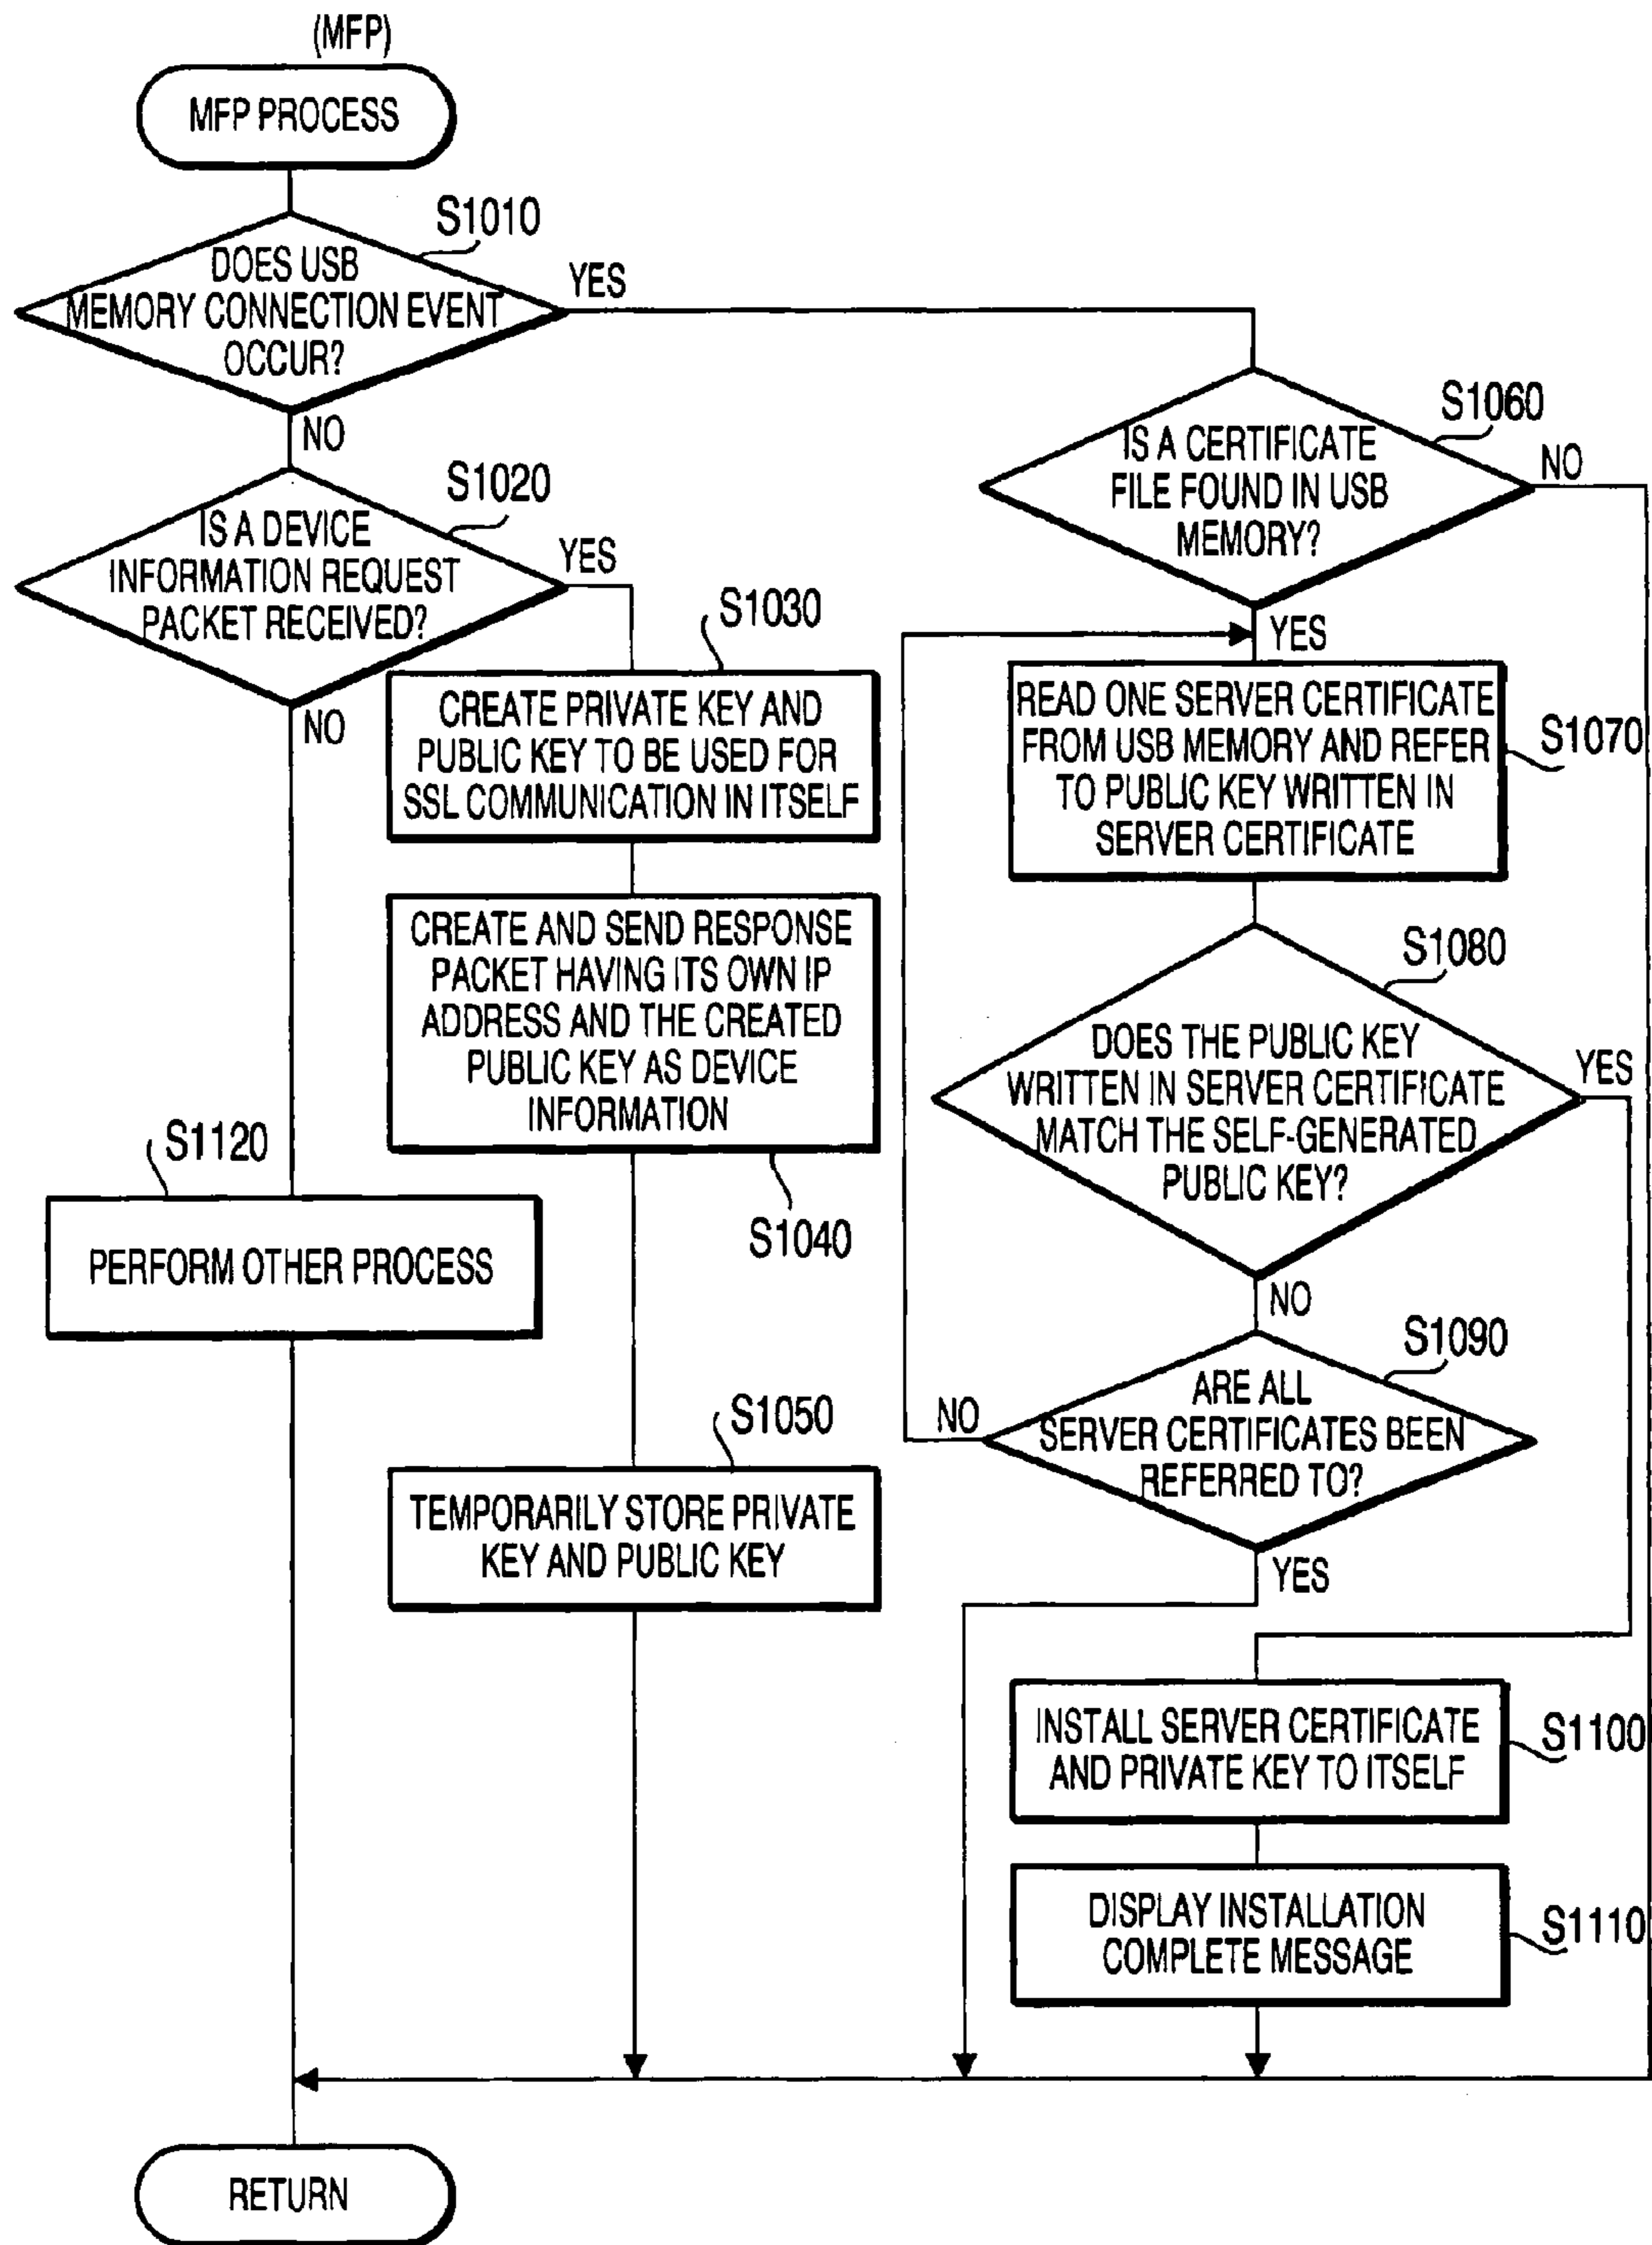 (MFP)
MFP PROCESS
S1010
DOES USB
MEMORY CONNECTION EVENT
OCCUR?
YES
NO
S1020
IS A DEVICE
INFORMATION REQUEST
PACKET RECEIVED?
YES
NO
S1030
CREATE PRIVATE KEY AND
PUBLIC KEY TO BE USED FOR
SSL COMMUNICATION IN ITSELF
CREATE AND SEND RESPONSE
PACKET HAVING ITS OWN IP
ADDRESS AND THE CREATED
PUBLIC KEY AS DEVICE
INFORMATION
S1040
S1120
PERFORM OTHER PROCESS
S1050
TEMPORARILY STORE PRIVATE
KEY AND PUBLIC KEY
S1060
IS A CERTIFICATE
FILE FOUND IN USB
MEMORY?
NO
YES
READ ONE SERVER CERTIFICATE
FROM USB MEMORY AND REFER
TO PUBLIC KEY WRITTEN IN
SERVER CERTIFICATE
S1070
S1080
DOES THE PUBLIC KEY
WRITTEN IN SERVER CERTIFICATE
MATCH THE SELF-GENERATED
PUBLIC KEY?
YES
NO
S1090
ARE ALL
SERVER CERTIFICATES BEEN
REFERRED TO?
NO
YES
INSTALL SERVER CERTIFICATE
AND PRIVATE KEY TO ITSELF
S1100
DISPLAY INSTALLATION
COMPLETE MESSAGE
S1110
RETURN